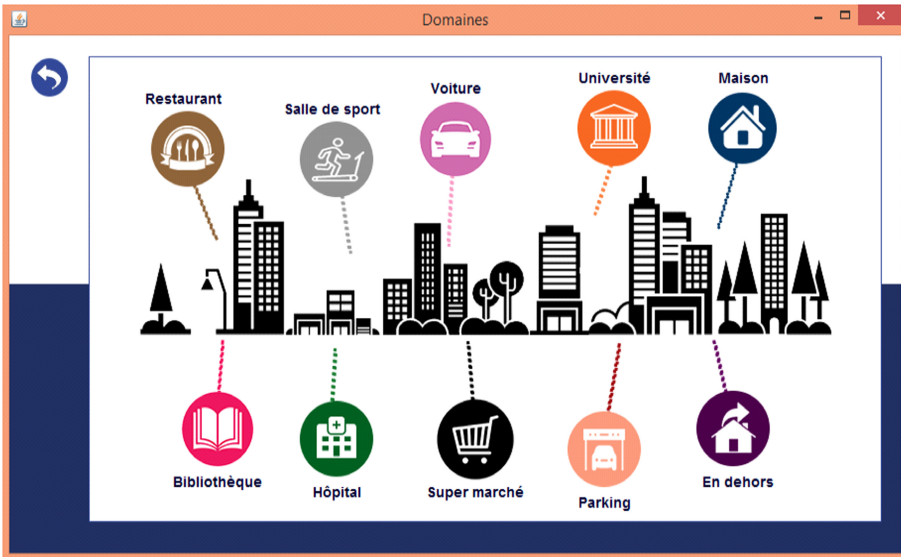 Domaines
Restaurant
Salle de sport
Voiture
Université
Maison
Bibliothèque
Hôpital
Super marché
Parking
En dehors